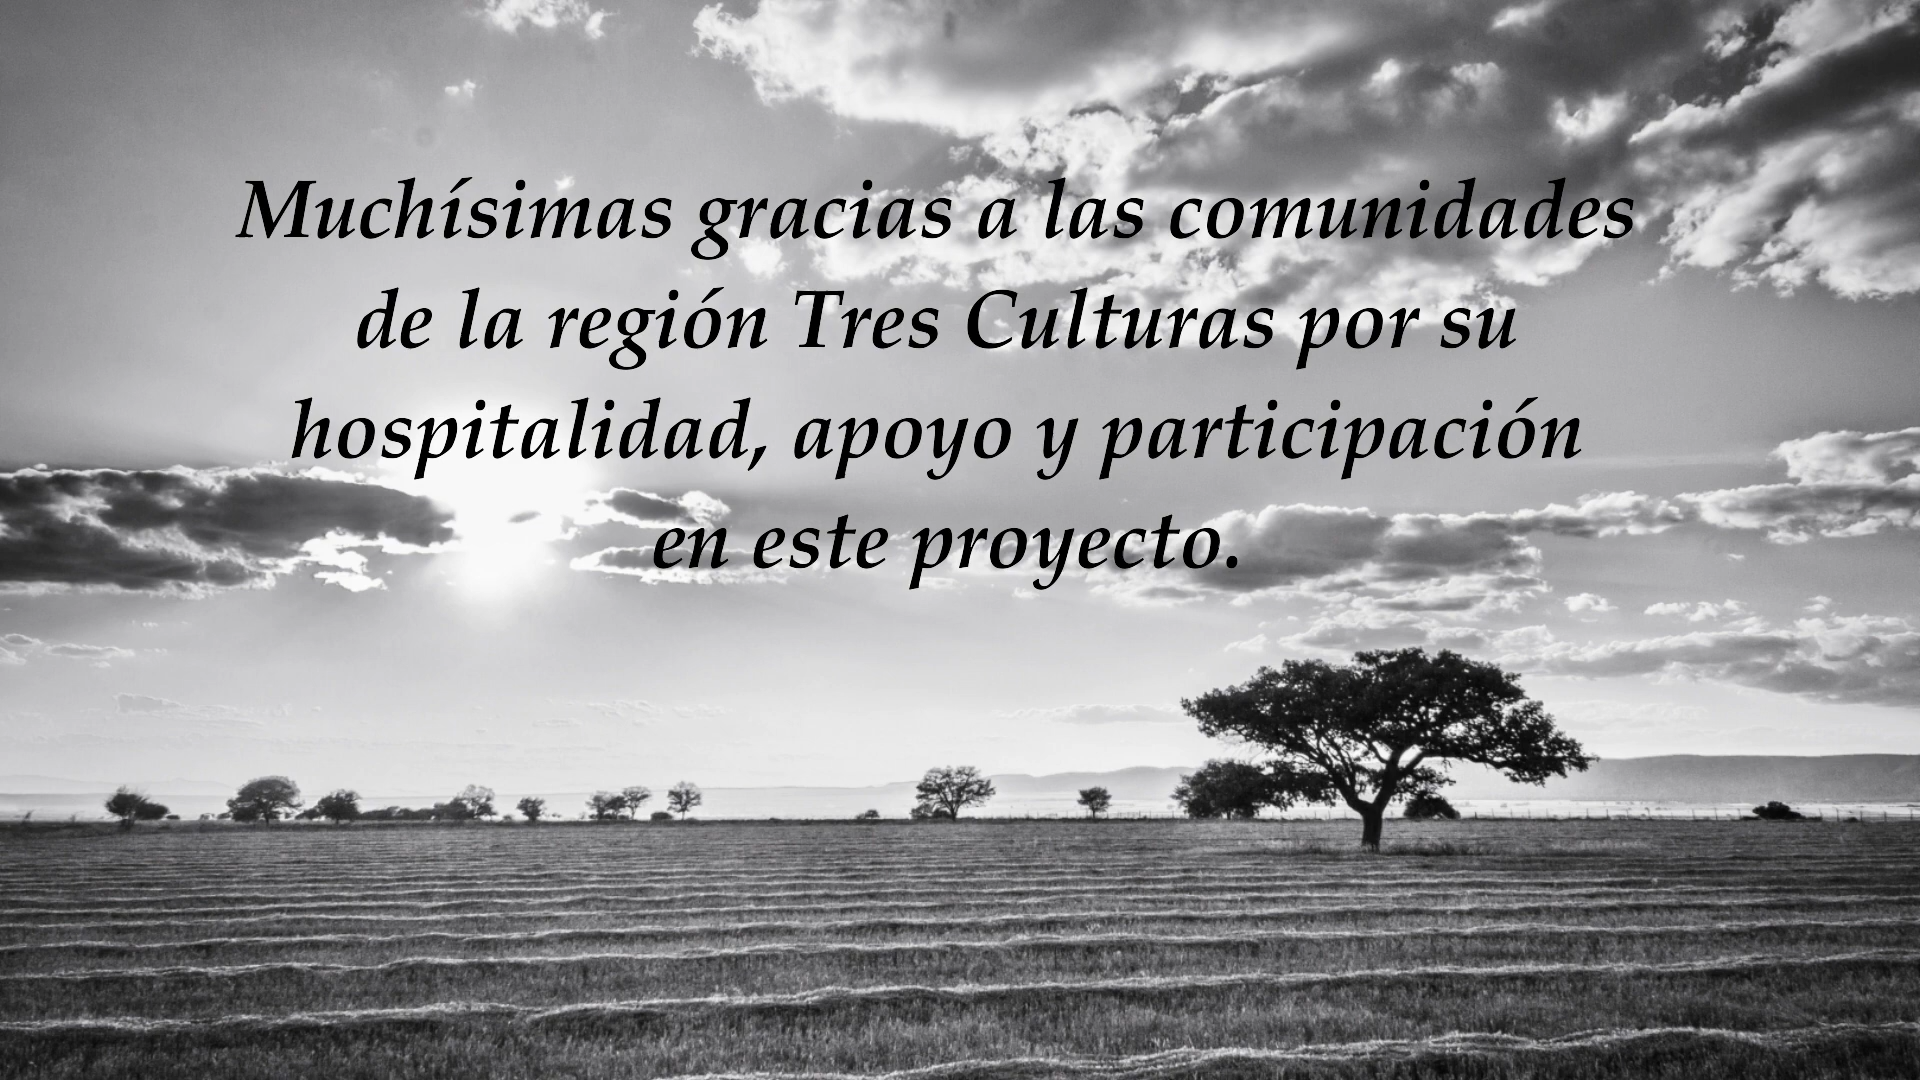 Muchísimas gracias a las comunidades
de la región Tres Culturas por su
hospitalidad, apoyo y participación
en este proyecto.